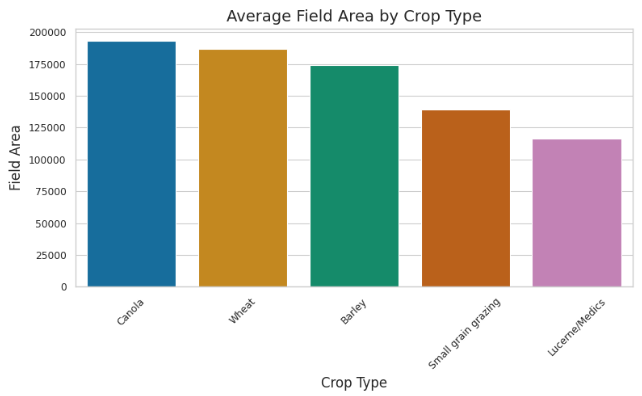 Average Field Area by Crop Type
200000
175000
150000
125000
100000
75000
50000
25000
0
Field Area
Canola
Wheat
Barley
Small grain grazing
Lucerne/Medics
Crop Type